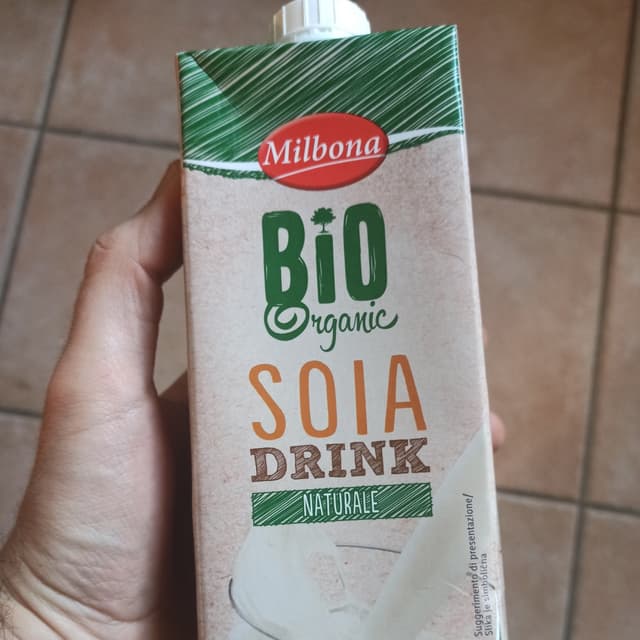 Milbona
BiO
Organic
SOIA
DRINK
NATURALE
Suggerimento di presentazione/
Slika je simbolična